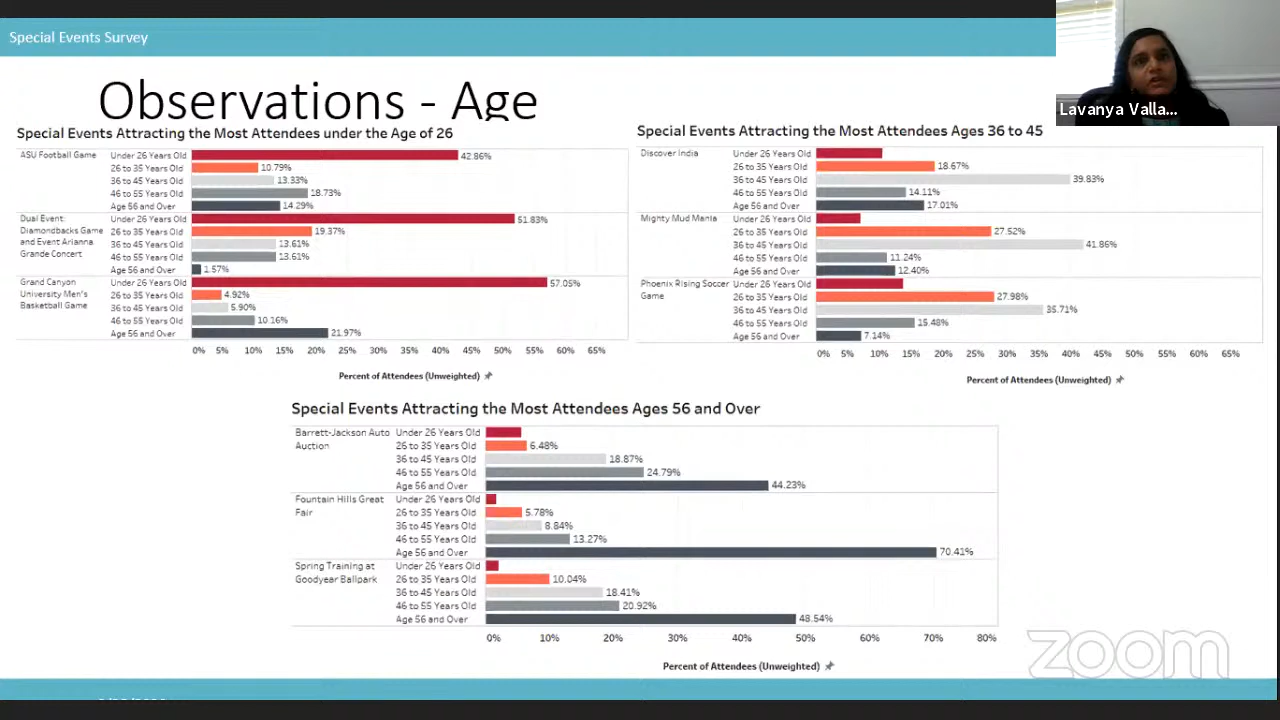 Special Events Survey
Lavanya Valla...
Observations - Age
Special Events Attracting the Most Attendees under the Age of 26
ASU Football Game
Under 26 Years Old 42.86%
26 to 35 Years Old 10.79%
36 to 45 Years Old 13.33%
46 to 55 Years Old 18.73%
Age 56 and Over 14.29%
Dual Event:
Diamondbacks Game
and Event Arianna
Grande Concert
Under 26 Years Old 51.83%
26 to 35 Years Old 19.37%
36 to 45 Years Old 13.61%
46 to 55 Years Old 13.61%
Age 56 and Over 1.57%
Grand Canyon
University Men's
Basketball Game
Under 26 Years Old 57.05%
26 to 35 Years Old 4.92%
36 to 45 Years Old 5.90%
46 to 55 Years Old 10.16%
Age 56 and Over 21.97%
0% 5% 10% 15% 20% 25% 30% 35% 40% 45% 50% 55% 60% 65%
Percent of Attendees (Unweighted)
Special Events Attracting the Most Attendees Ages 36 to 45
Discover India
Under 26 Years Old
26 to 35 Years Old 18.67%
36 to 45 Years Old 39.83%
46 to 55 Years Old 14.11%
Age 56 and Over 17.01%
Mighty Mud Mania
Under 26 Years Old
26 to 35 Years Old 27.52%
36 to 45 Years Old 41.86%
46 to 55 Years Old 11.24%
Age 56 and Over 12.40%
Phoenix Rising Soccer
Game
Under 26 Years Old
26 to 35 Years Old 27.98%
36 to 45 Years Old 35.71%
46 to 55 Years Old 15.48%
Age 56 and Over 7.14%
0% 5% 10% 15% 20% 25% 30% 35% 40% 45% 50% 55% 60% 65%
Percent of Attendees (Unweighted)
Special Events Attracting the Most Attendees Ages 56 and Over
Barrett-Jackson Auto
Auction
Under 26 Years Old
26 to 35 Years Old 6.48%
36 to 45 Years Old 18.87%
46 to 55 Years Old 24.79%
Age 56 and Over 44.23%
Fountain Hills Great
Fair
Under 26 Years Old
26 to 35 Years Old 5.78%
36 to 45 Years Old 8.84%
46 to 55 Years Old 13.27%
Age 56 and Over 70.41%
Spring Training at
Goodyear Ballpark
Under 26 Years Old
26 to 35 Years Old 10.04%
36 to 45 Years Old 18.41%
46 to 55 Years Old 20.92%
Age 56 and Over 48.54%
0% 10% 20% 30% 40% 50% 60% 70% 80%
Percent of Attendees (Unweighted)
zoom